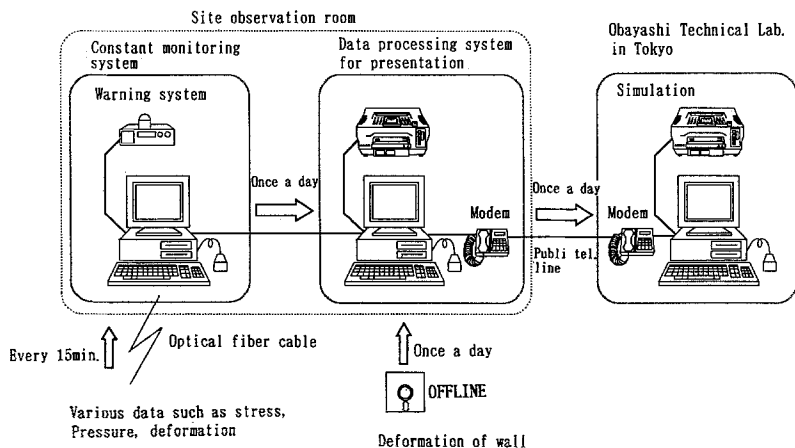 Site observation room
Constant monitoring
system
Data processing system
for presentation
Obayashi Technical Lab.
in Tokyo
Warning system
Simulation
Once a day
Once a day
Modem
Modem
Publi tel.
line
Every 15min.
Optical fiber cable
Once a day
OFFLINE
Various data such as stress,
Pressure, deformation
Deformation of wall